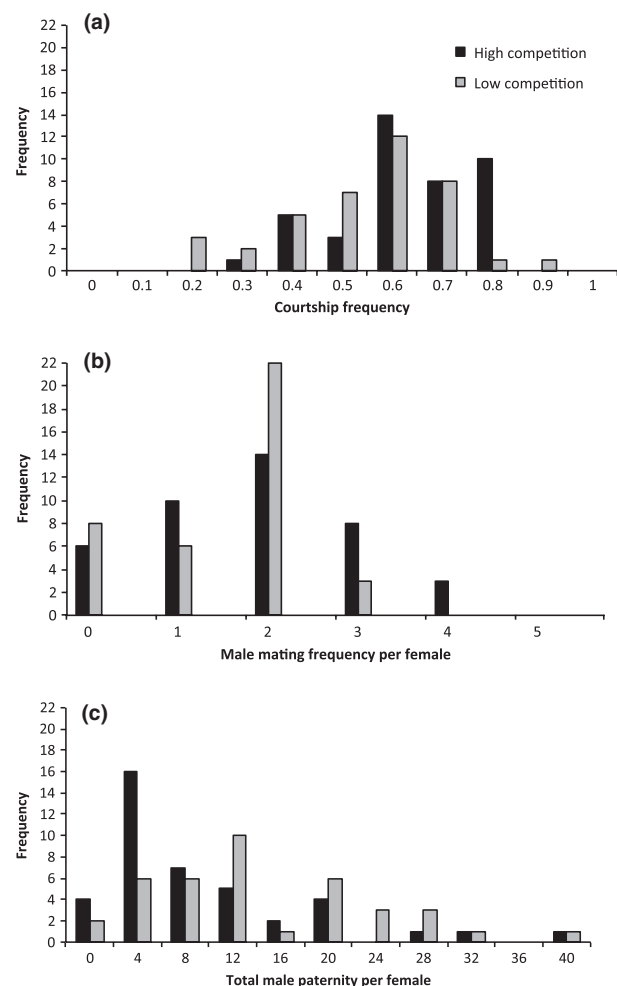 (a)
22
20
18
16
14
12
10
8
6
4
2
0
Frequency
High competition
Low competition
0 0.1 0.2 0.3 0.4 0.5 0.6 0.7 0.8 0.9 1
Courtship frequency
(b)
22
20
18
16
14
12
10
8
6
4
2
0
Frequency
0 1 2 3 4 5
Male mating frequency per female
(c)
22
20
18
16
14
12
10
8
6
4
2
0
Frequency
0 4 8 12 16 20 24 28 32 36 40
Total male paternity per female